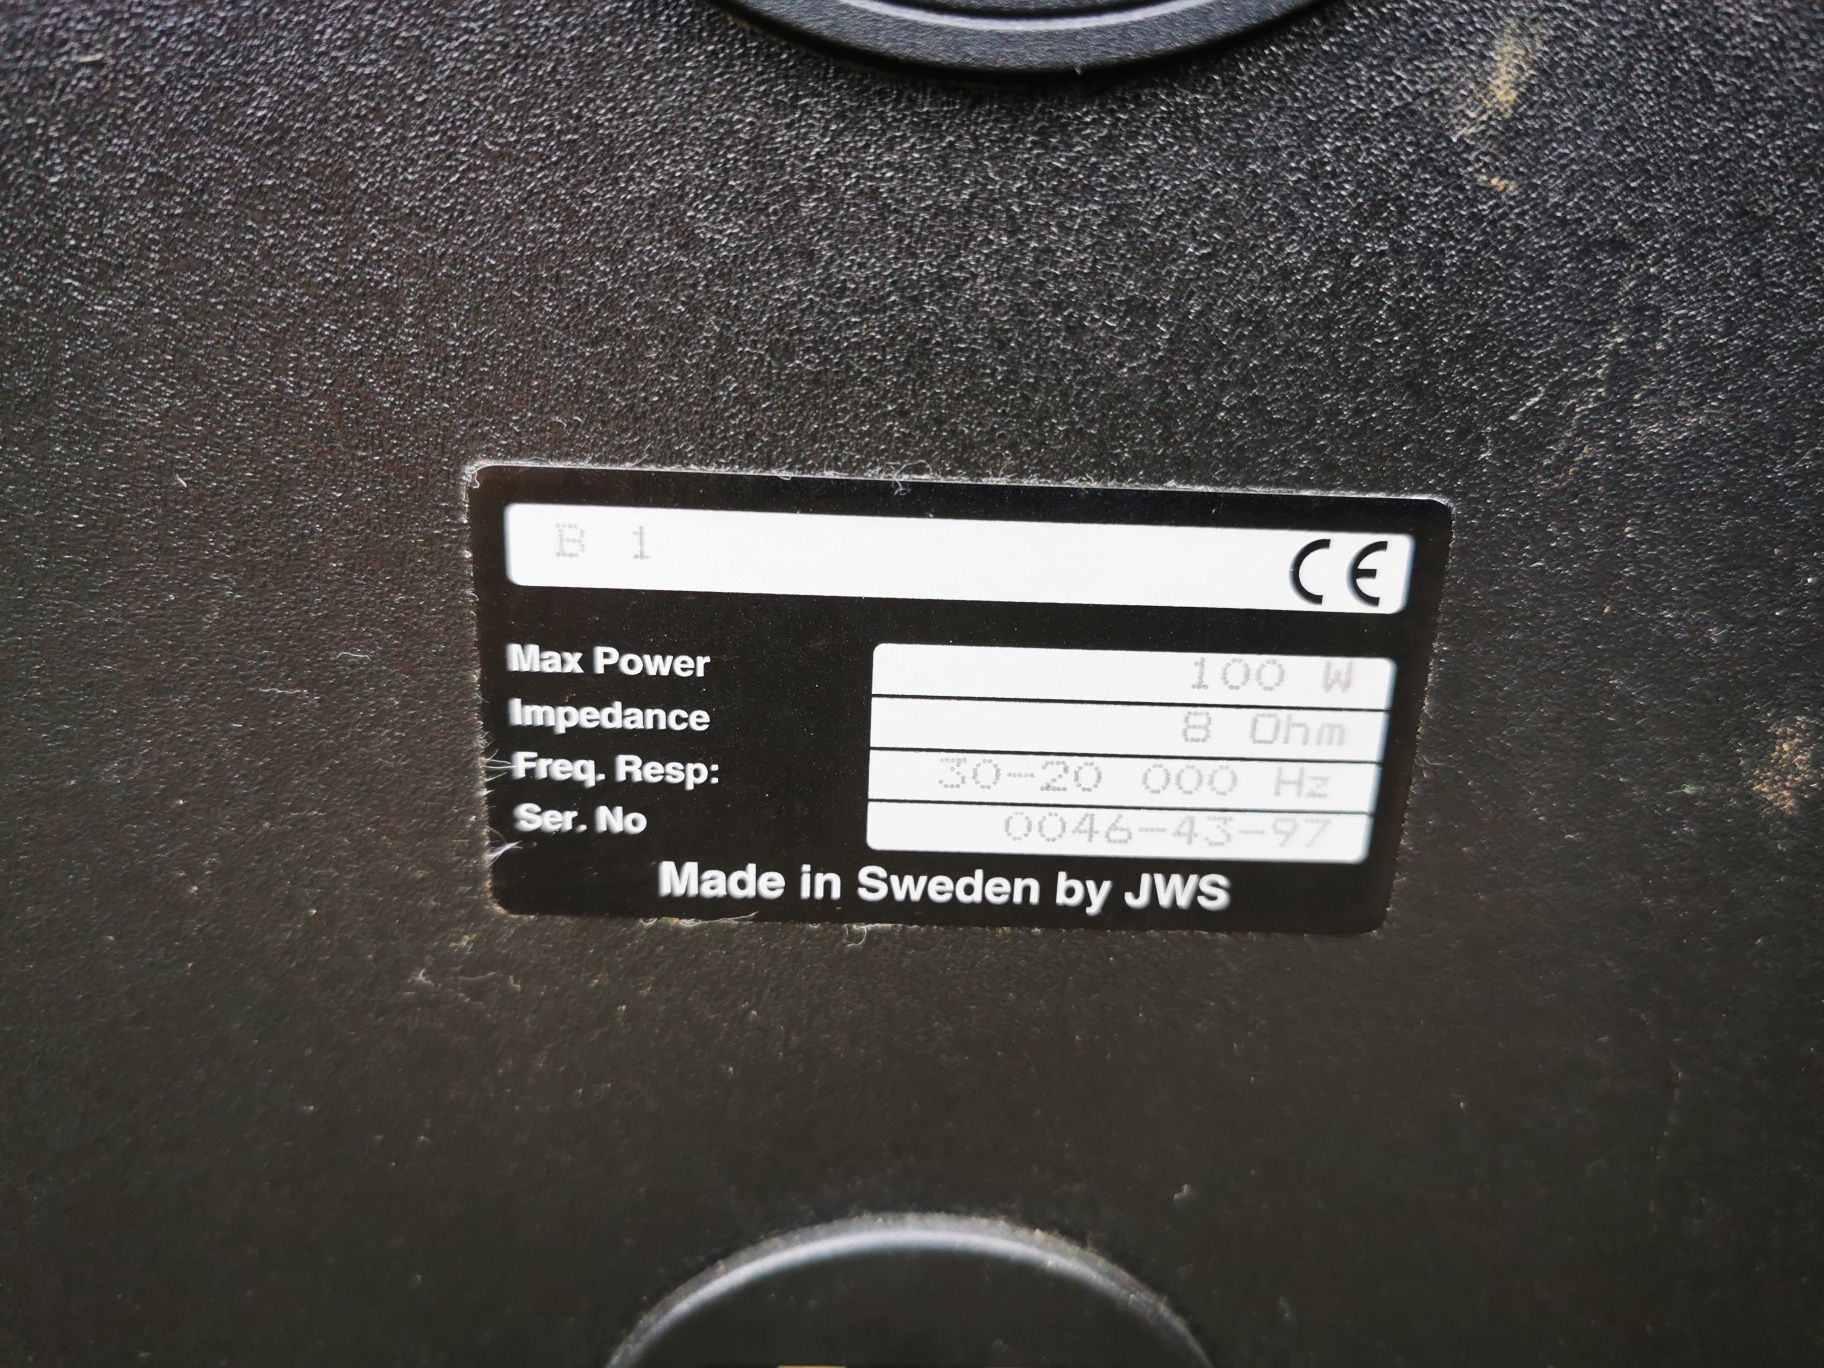 B 1 CE
Max Power 100 W
Impedance 8 Ohm
Freq. Resp: 30-20 000 Hz
Ser. No 0046-43-97
Made in Sweden by JWS